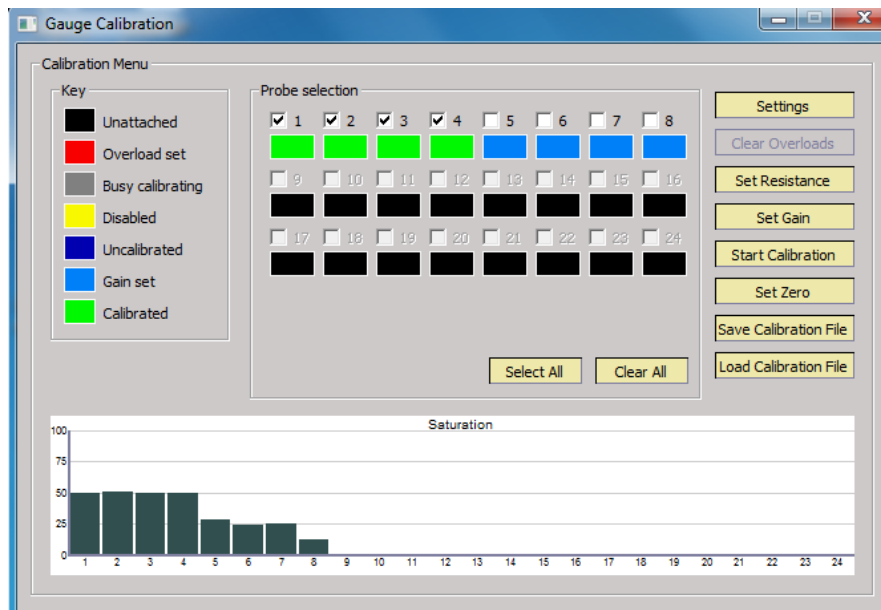 Gauge Calibration
Calibration Menu
Key
Unattached
Overload set
Busy calibrating
Disabled
Uncalibrated
Gain set
Calibrated
Probe selection
1 2 3 4 5 6 7 8
9 10 11 12 13 14 15 16
17 18 19 20 21 22 23 24
Select All Clear All
Settings
Clear Overloads
Set Resistance
Set Gain
Start Calibration
Set Zero
Save Calibration File
Load Calibration File
Saturation
100
75
50
25
0
1 2 3 4 5 6 7 8 9 10 11 12 13 14 15 16 17 18 19 20 21 22 23 24